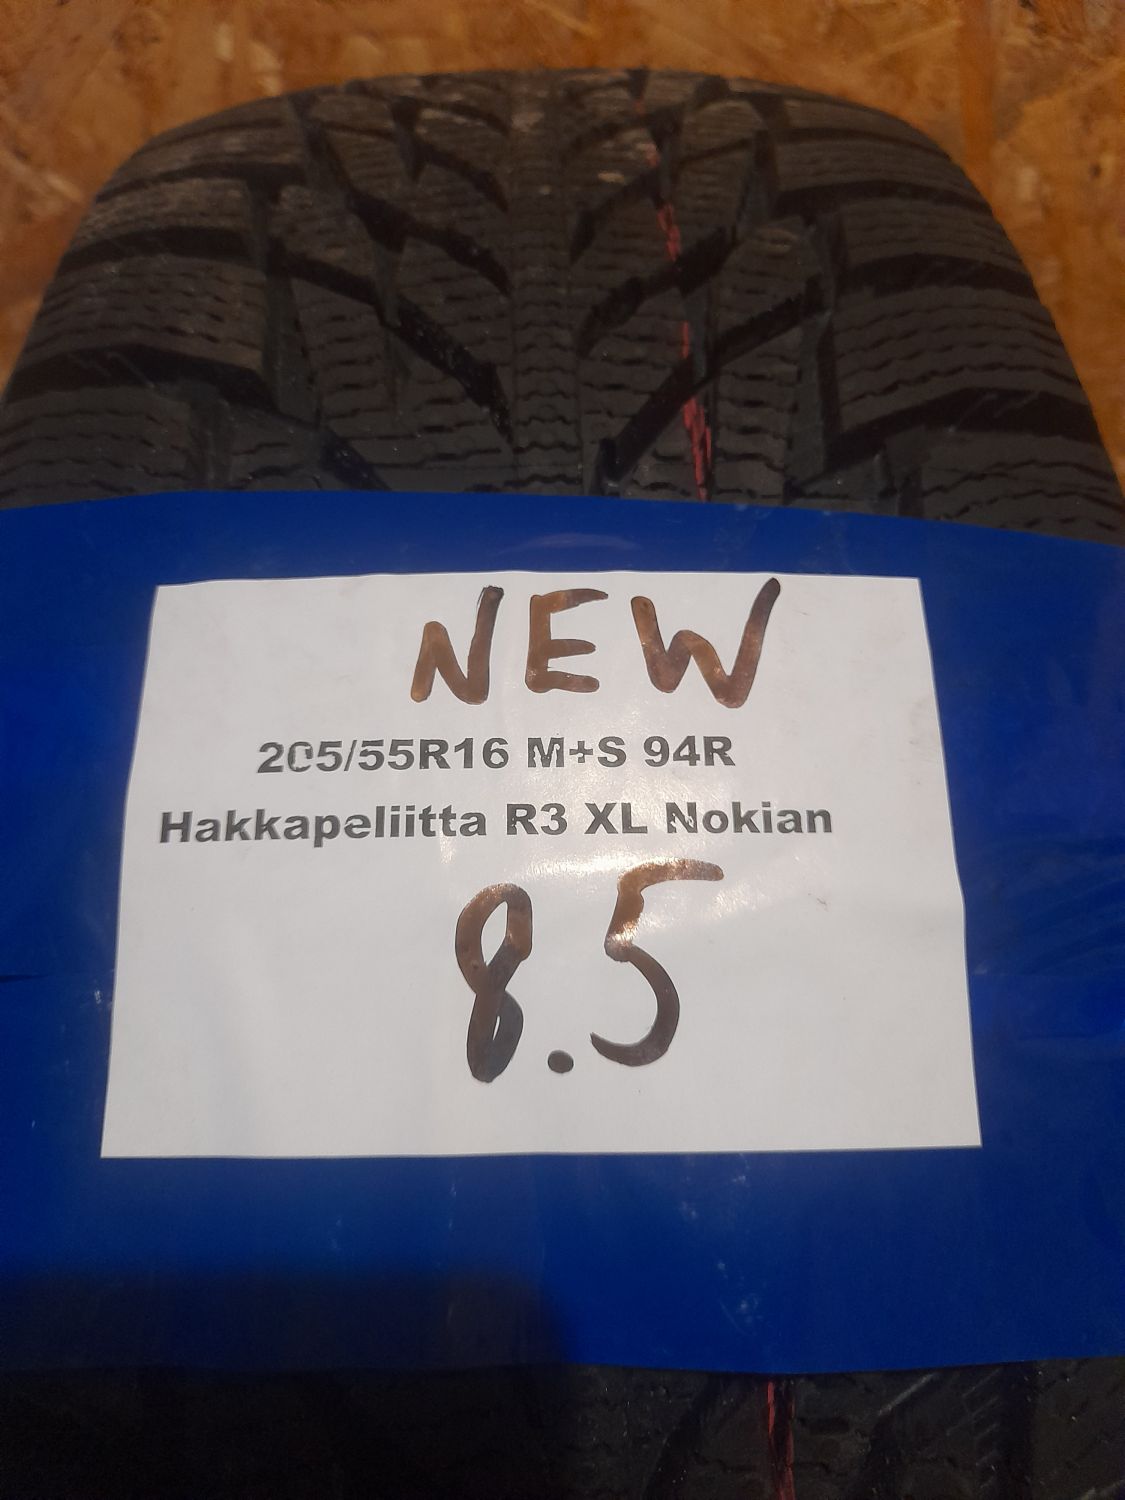 NEW
205/55R16 M+S 94R
Hakkapeliitta R3 XL Nokian
8.5